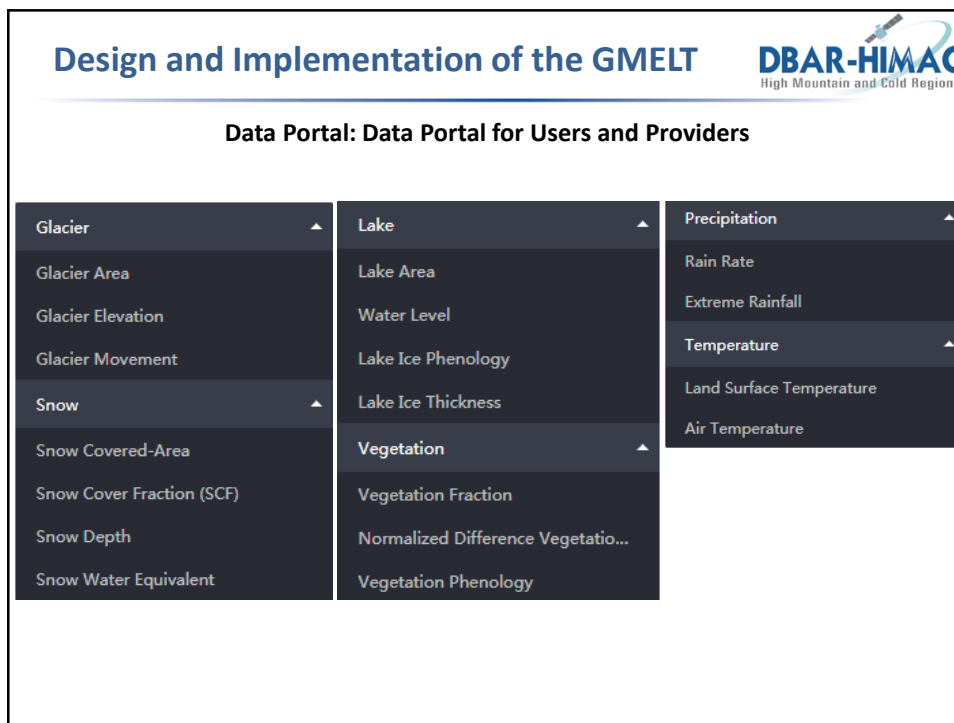 Design and Implementation of the GMELT
DBAR-HIMAC
High Mountain and Cold Region
Data Portal: Data Portal for Users and Providers
Glacier
Glacier Area
Glacier Elevation
Glacier Movement
Snow
Snow Covered-Area
Snow Cover Fraction (SCF)
Snow Depth
Snow Water Equivalent
Lake
Lake Area
Water Level
Lake Ice Phenology
Lake Ice Thickness
Vegetation
Vegetation Fraction
Normalized Difference Vegetatio...
Vegetation Phenology
Precipitation
Rain Rate
Extreme Rainfall
Temperature
Land Surface Temperature
Air Temperature